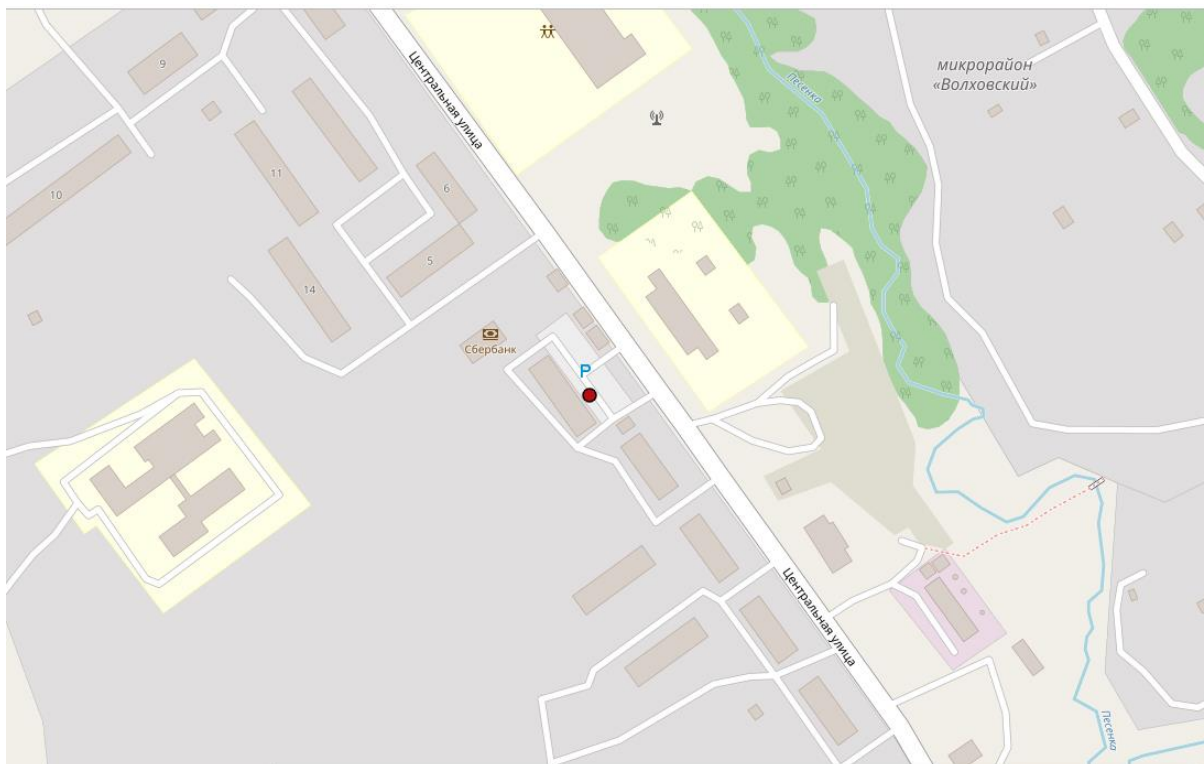 9
Центральная улица
микрорайон
«Волховский»
Песенка
11
6
10
5
14
Сбербанк
P
Центральная улица
Песенка